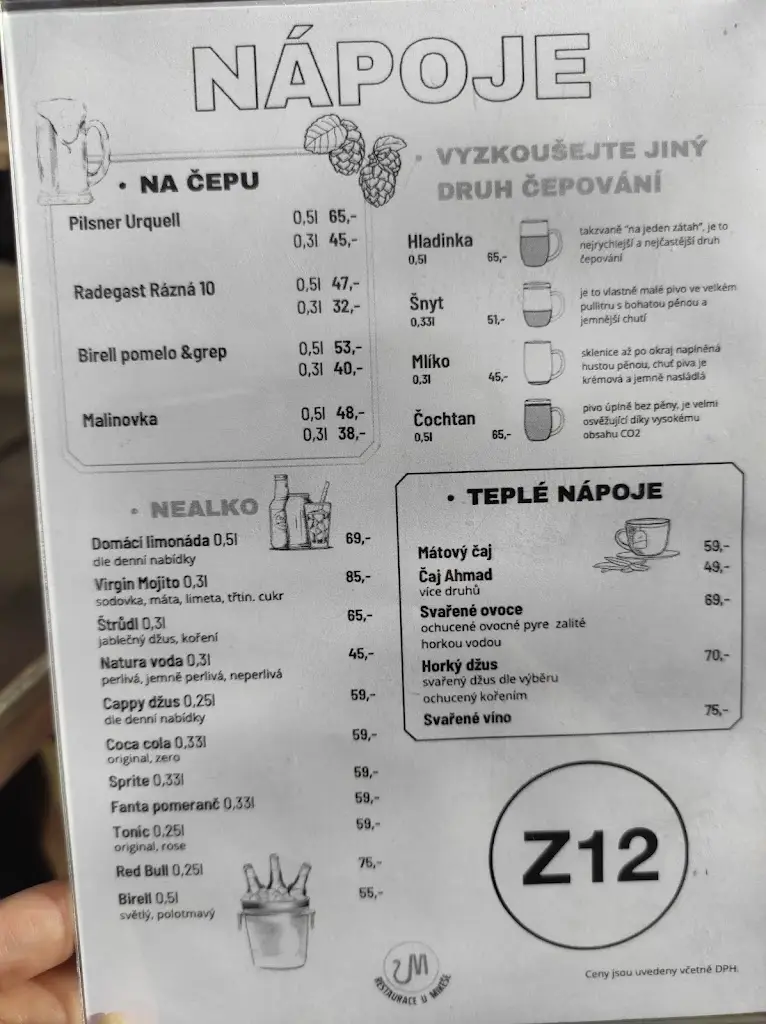 NÁPOJE
• NA ČEPU
Pilsner Urquell 0,5l 65,-
0,3l 45,-
Radegast Rázná 10 0,5l 47,-
0,3l 32,-
Birell pomelo &grep 0,5l 53,-
0,3l 40,-
Malinovka 0,5l 48,-
0,3l 38,-
• VYZKOUŠEJTE JINÝ
DRUH ČEPOVÁNÍ
Hladinka
0,5l 65,-
takzvaně "na jeden zátah", je to
nejrychlejší a nejčastější druh
čepování
Šnyt
0,33l 51,-
je to vlastně malé pivo ve velkém
pullitru s bohatou pěnou a
jemnější chutí
Mlíko
0,3l 45,-
sklenice až po okraj naplněná
hustou pěnou, chuť piva je
krémová a jemně nasládlá
Čochtan
0,5l 65,-
pivo úplně bez pěny, je velmi
osvěžující díky vysokému
obsahu CO2
• NEALKO
Domácí limonáda 0,5l 69,-
dle denní nabídky
Virgin Mojito 0,3l 85,-
sodovka, máta, limeta, třtin. cukr
Štrůdl 0,3l 65,-
jablečný džus, koření
Natura voda 0,3l 45,-
perlivá, jemně perlivá, neperlivá
Cappy džus 0,25l 59,-
dle denní nabídky
Coca cola 0,33l 59,-
original, zero
Sprite 0,33l 59,-
Fanta pomeranč 0,33l 59,-
Tonic 0,25l 59,-
original, rose
Red Bull 0,25l 75,-
Birell 0,5l 55,-
světlý, polotmavý
• TEPLÉ NÁPOJE
Mátový čaj 59,-
Čaj Ahmad 49,-
více druhů
Svařené ovoce 69,-
ochucené ovocné pyre zalité
horkou vodou
Horký džus 70,-
svařený džus dle výběru
ochucený kořením
Svařené víno 75,-
Z12
Ceny jsou uvedeny včetně DPH.
UM
RESTAURACE U MIKEŠE